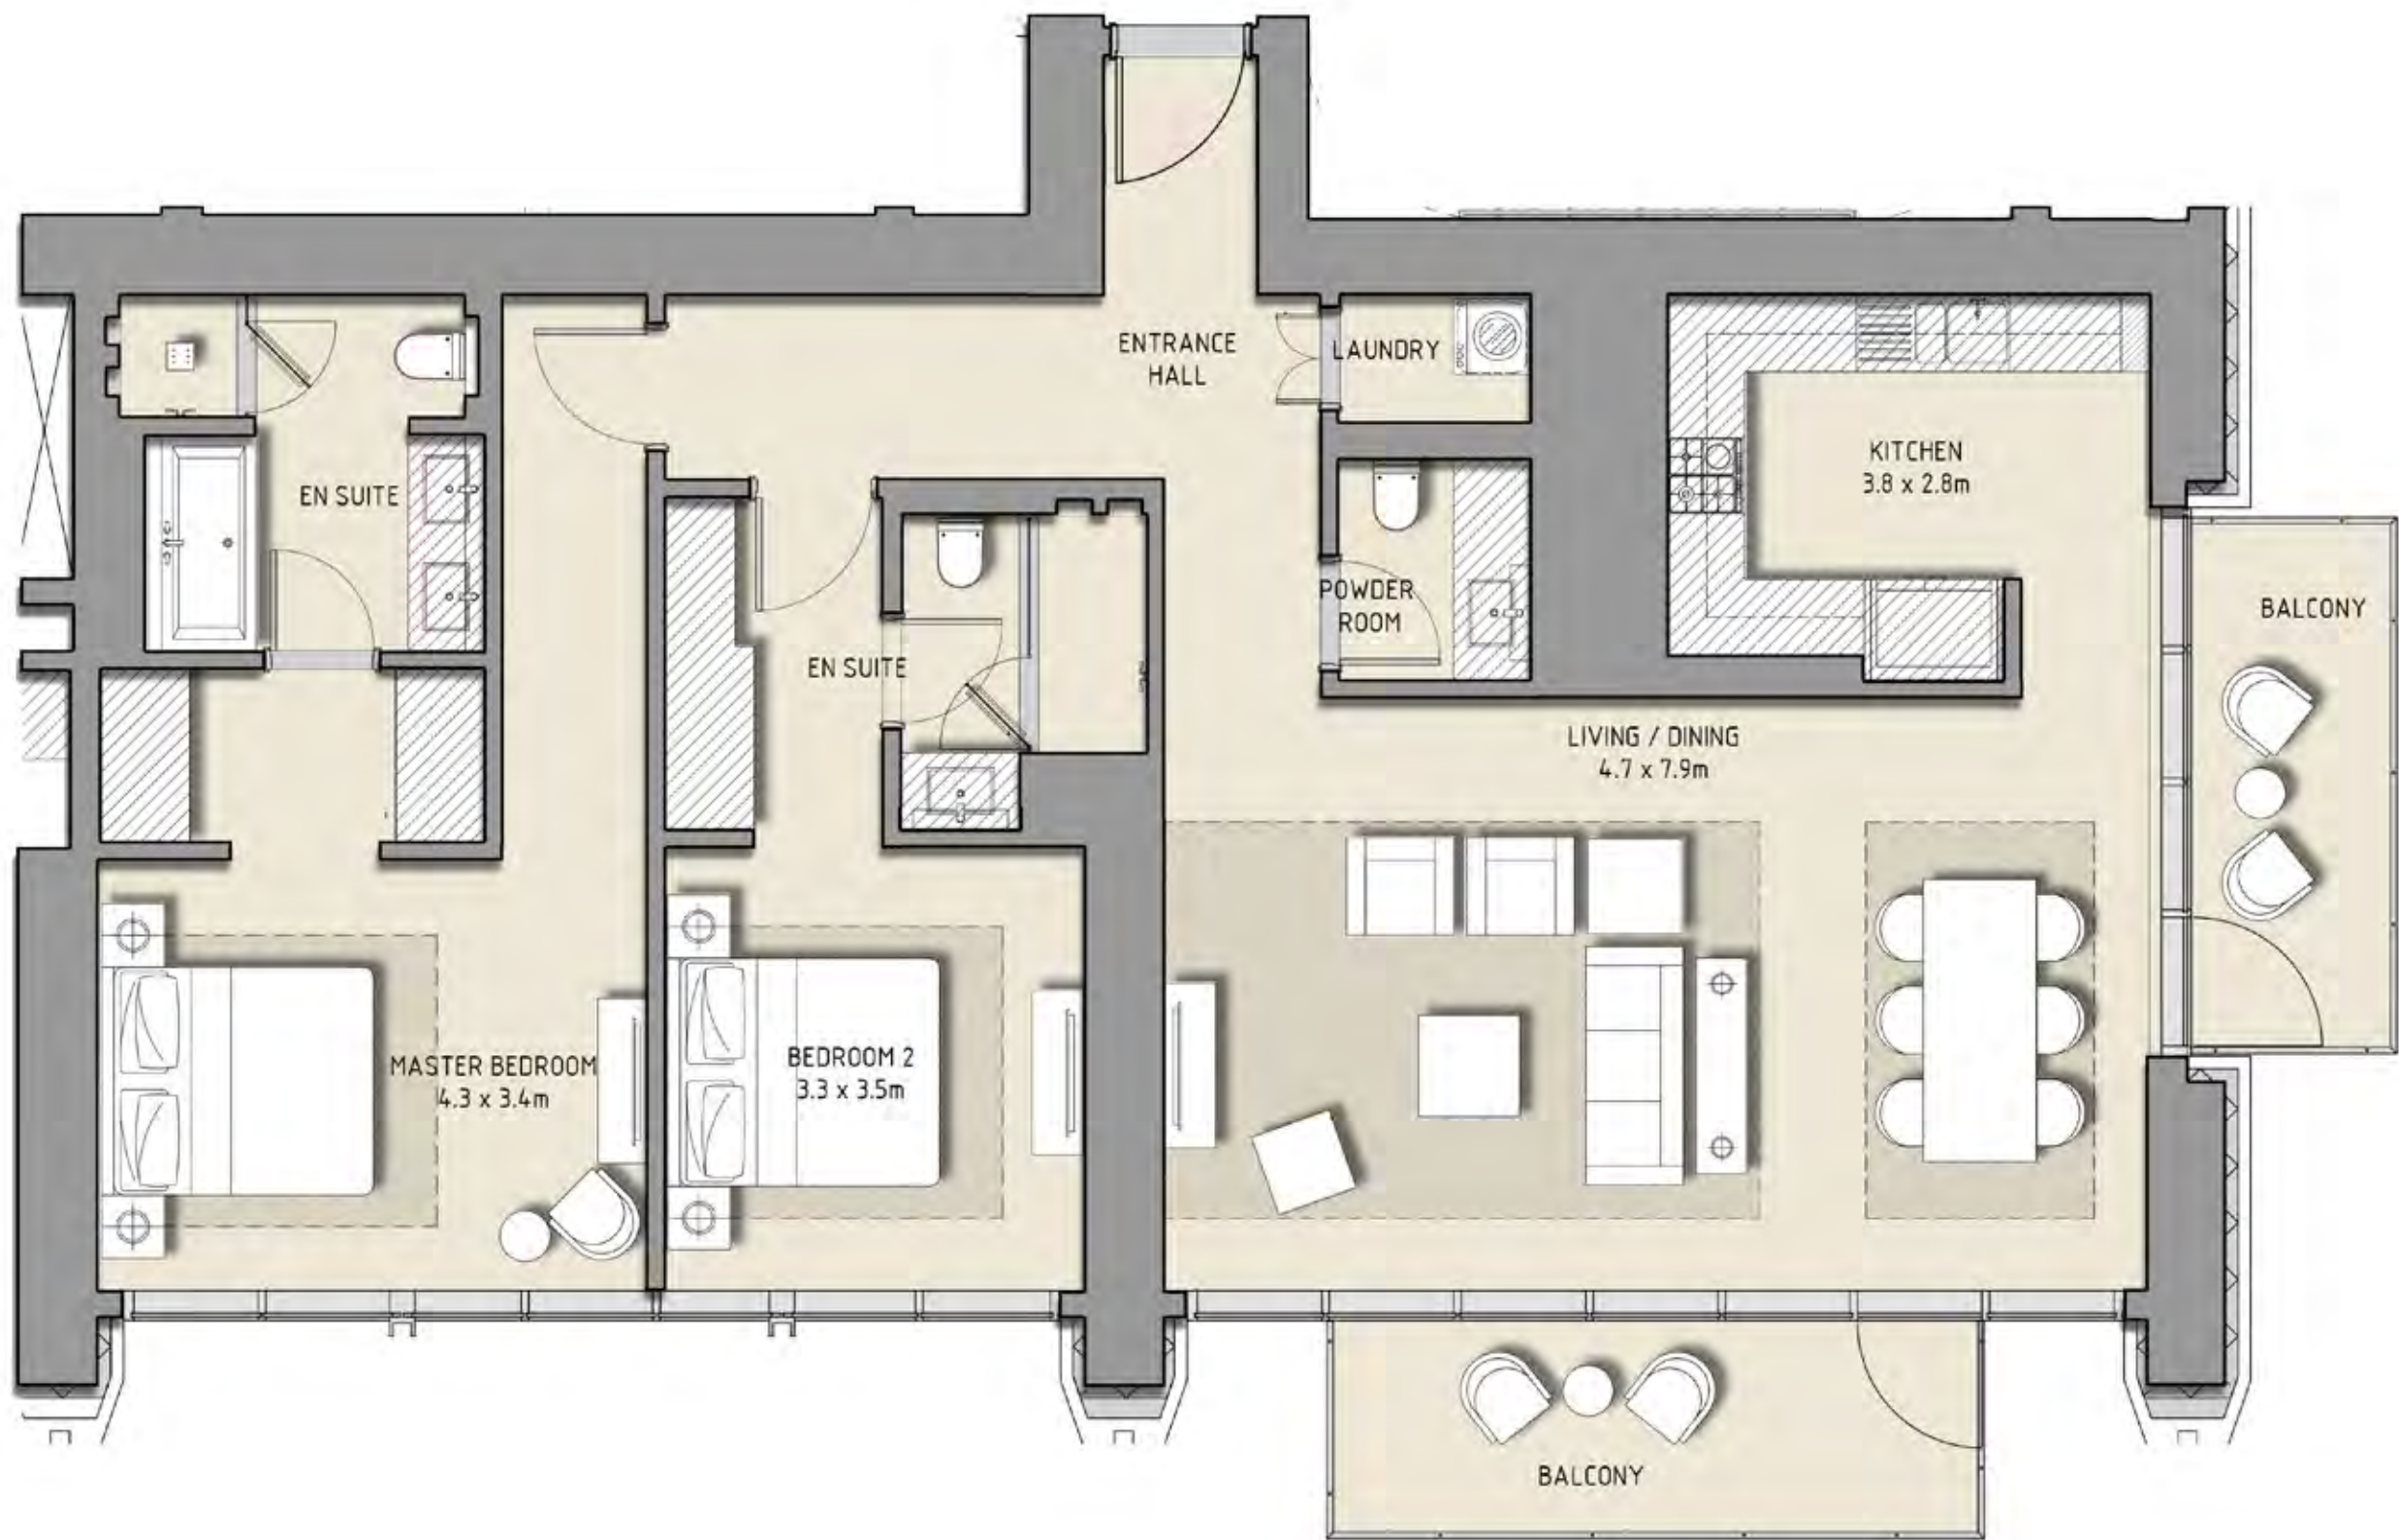 ENTRANCE
HALL
LAUNDRY
KITCHEN
3.8 x 2.8m
EN SUITE
POWDER
ROOM
BALCONY
EN SUITE
LIVING / DINING
4.7 x 7.9m
MASTER BEDROOM
4.3 x 3.4m
BEDROOM 2
3.3 x 3.5m
BALCONY